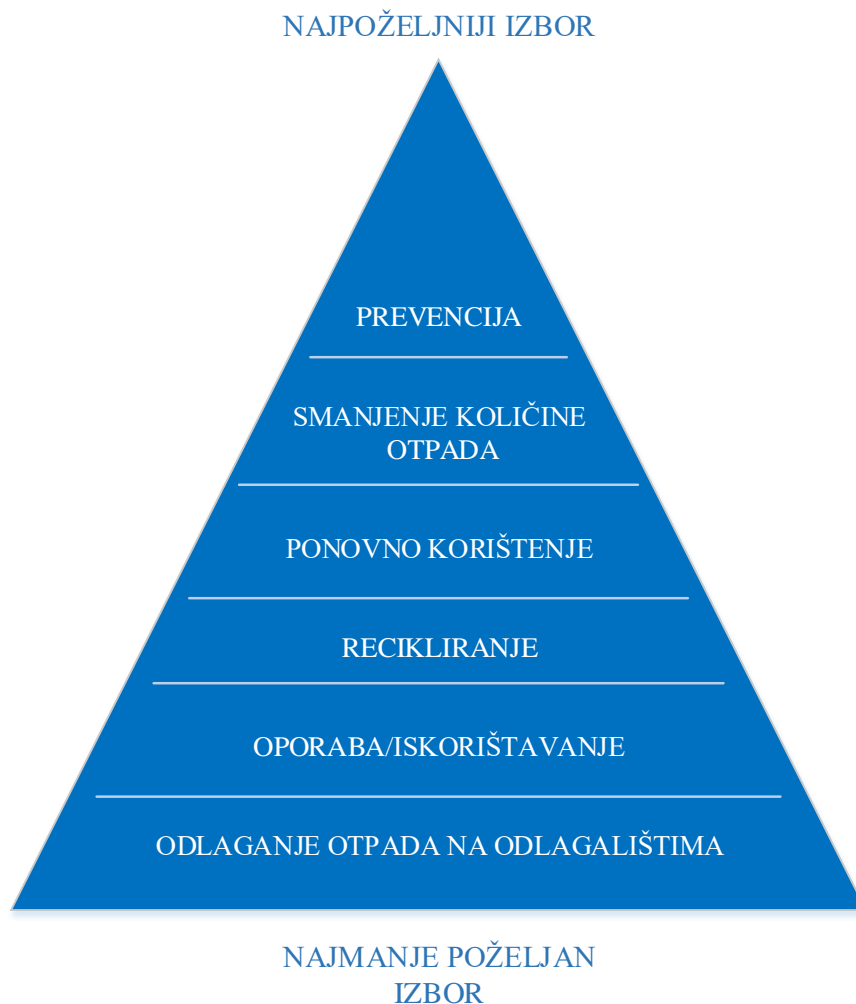 NAJPOŽELJNIJI IZBOR
PREVENCIJA
SMANJENJE KOLIČINE
OTPADA
PONOVNO KORIŠTENJE
RECIKLIRANJE
OPORABA/ISKORIŠTAVANJE
ODLAGANJE OTPADA NA ODLAGALIŠTIMA
NAJMANJE POŽELJAN
IZBOR